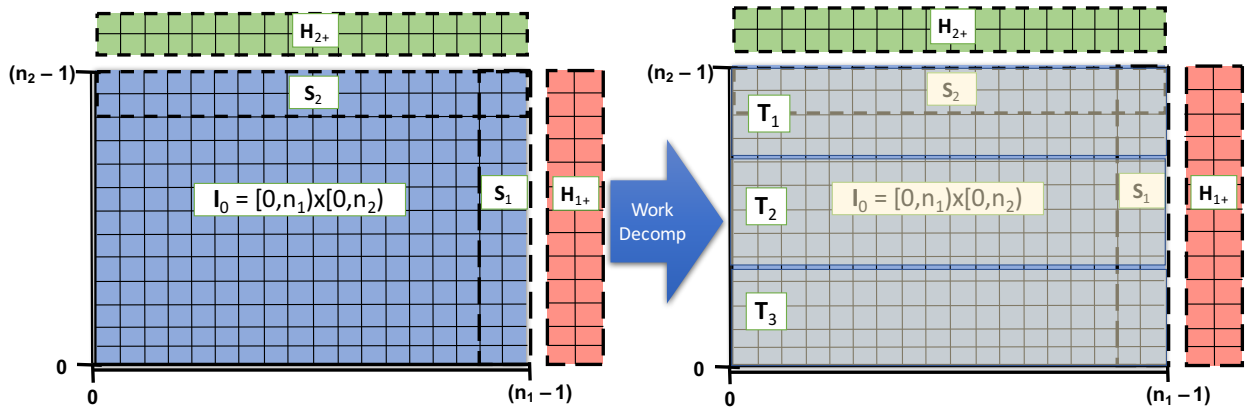 H₂₊
(n₂ – 1)
S₂
S₁
I₀ = [0,n₁)x[0,n₂)
H₁₊
0
0
(n₁ – 1)
Work
Decomp
H₂₊
(n₂ – 1)
S₂
T₁
S₁
T₂
I₀ = [0,n₁)x[0,n₂)
H₁₊
T₃
0
0
(n₁ – 1)